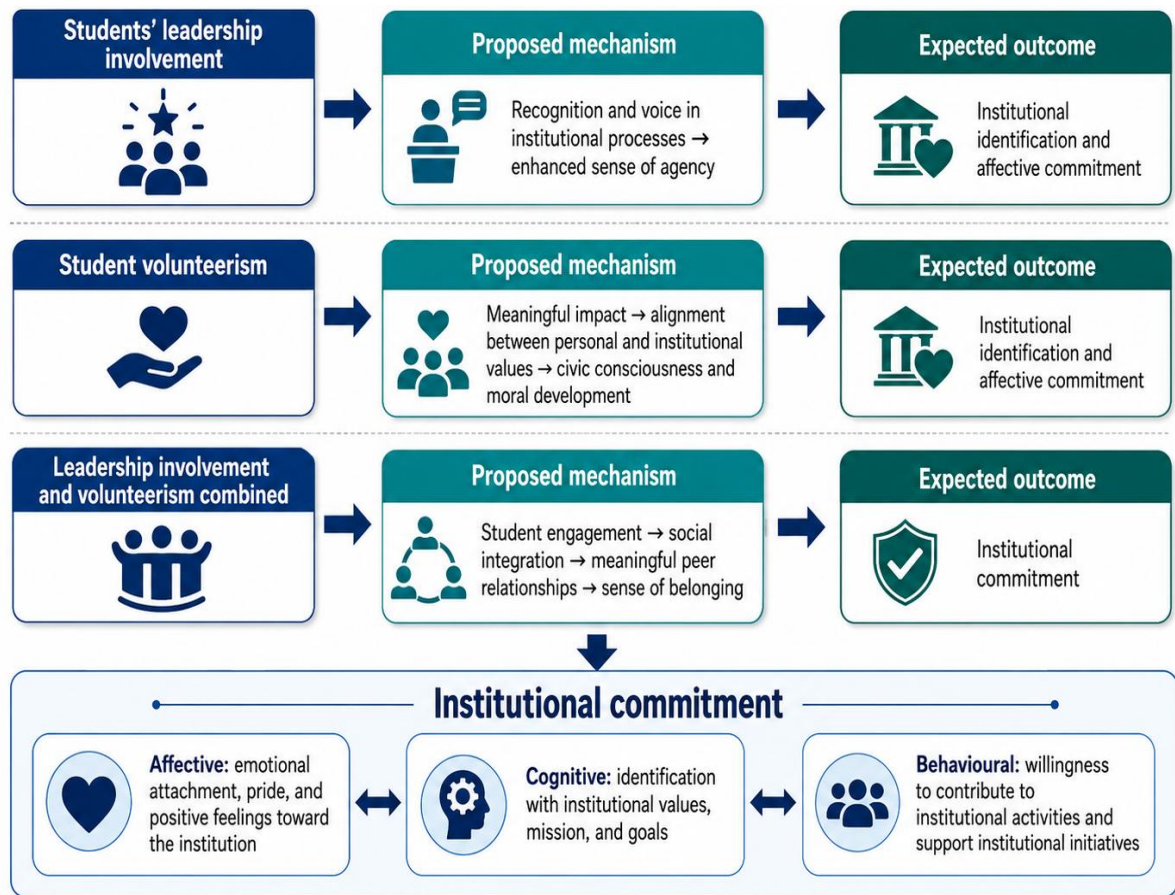 Students’ leadership
involvement
Proposed mechanism
Recognition and voice in
institutional processes →
enhanced sense of agency
Expected outcome
Institutional
identification and
affective commitment
Student volunteerism
Proposed mechanism
Meaningful impact → alignment
between personal and institutional
values → civic consciousness and
moral development
Expected outcome
Institutional
identification and
affective commitment
Leadership involvement
and volunteerism combined
Proposed mechanism
Student engagement → social
integration → meaningful peer
relationships → sense of belonging
Expected outcome
Institutional
commitment
Institutional commitment
Affective: emotional
attachment, pride, and
positive feelings toward
the institution
Cognitive: identification
with institutional values,
mission, and goals
Behavioural: willingness
to contribute to
institutional activities and
support institutional initiatives